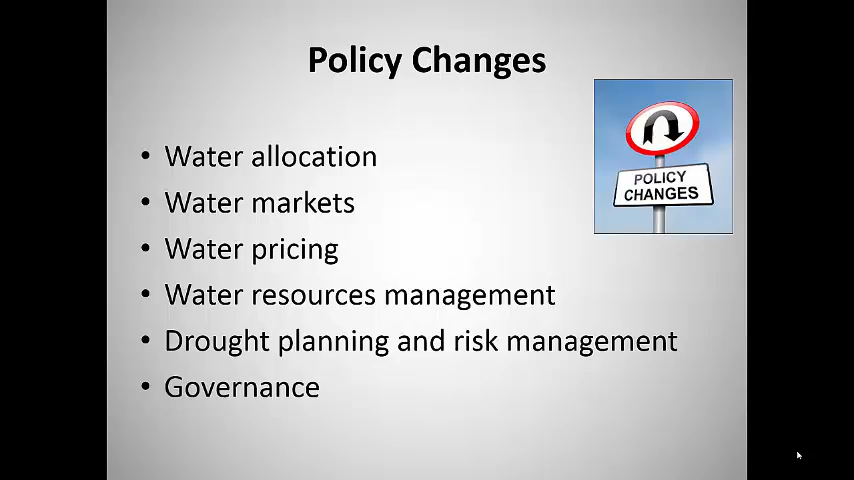 Policy Changes
• Water allocation
• Water markets
• Water pricing
• Water resources management
• Drought planning and risk management
• Governance
POLICY
CHANGES